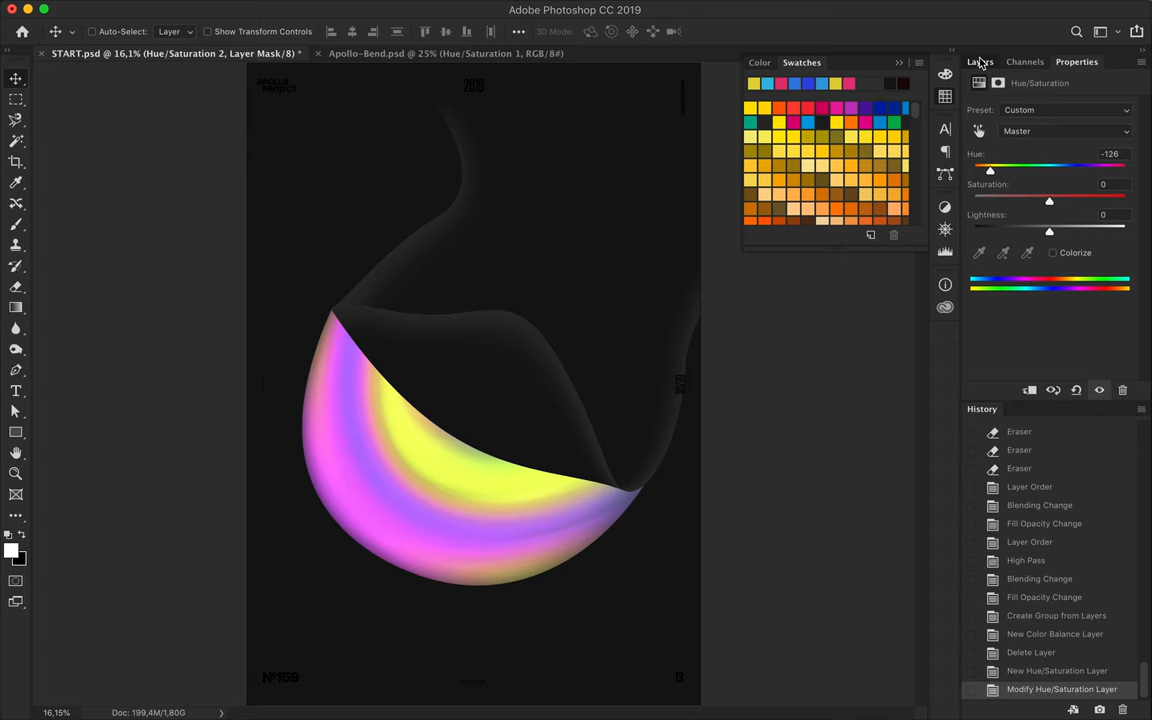 Adobe Photoshop CC 2019
Auto-Select: Layer Show Transform Controls 3D Mode:
START.psd @ 16,1% (Hue/Saturation 2, Layer Mask/8) *
Apollo-Bend.psd @ 25% (Hue/Saturation 1, RGB/8#)
Color Swatches
Layers Channels Properties
Hue/Saturation
Preset: Custom
Master
Hue: -126
Saturation: 0
Lightness: 0
Colorize
APOLLO
PROJECT
2019
Nº159
History
Eraser
Eraser
Eraser
Layer Order
Blending Change
Fill Opacity Change
Layer Order
High Pass
Blending Change
Fill Opacity Change
Create Group from Layers
New Color Balance Layer
Delete Layer
New Hue/Saturation Layer
Modify Hue/Saturation Layer
16,15% Doc: 199,4M/1,80G